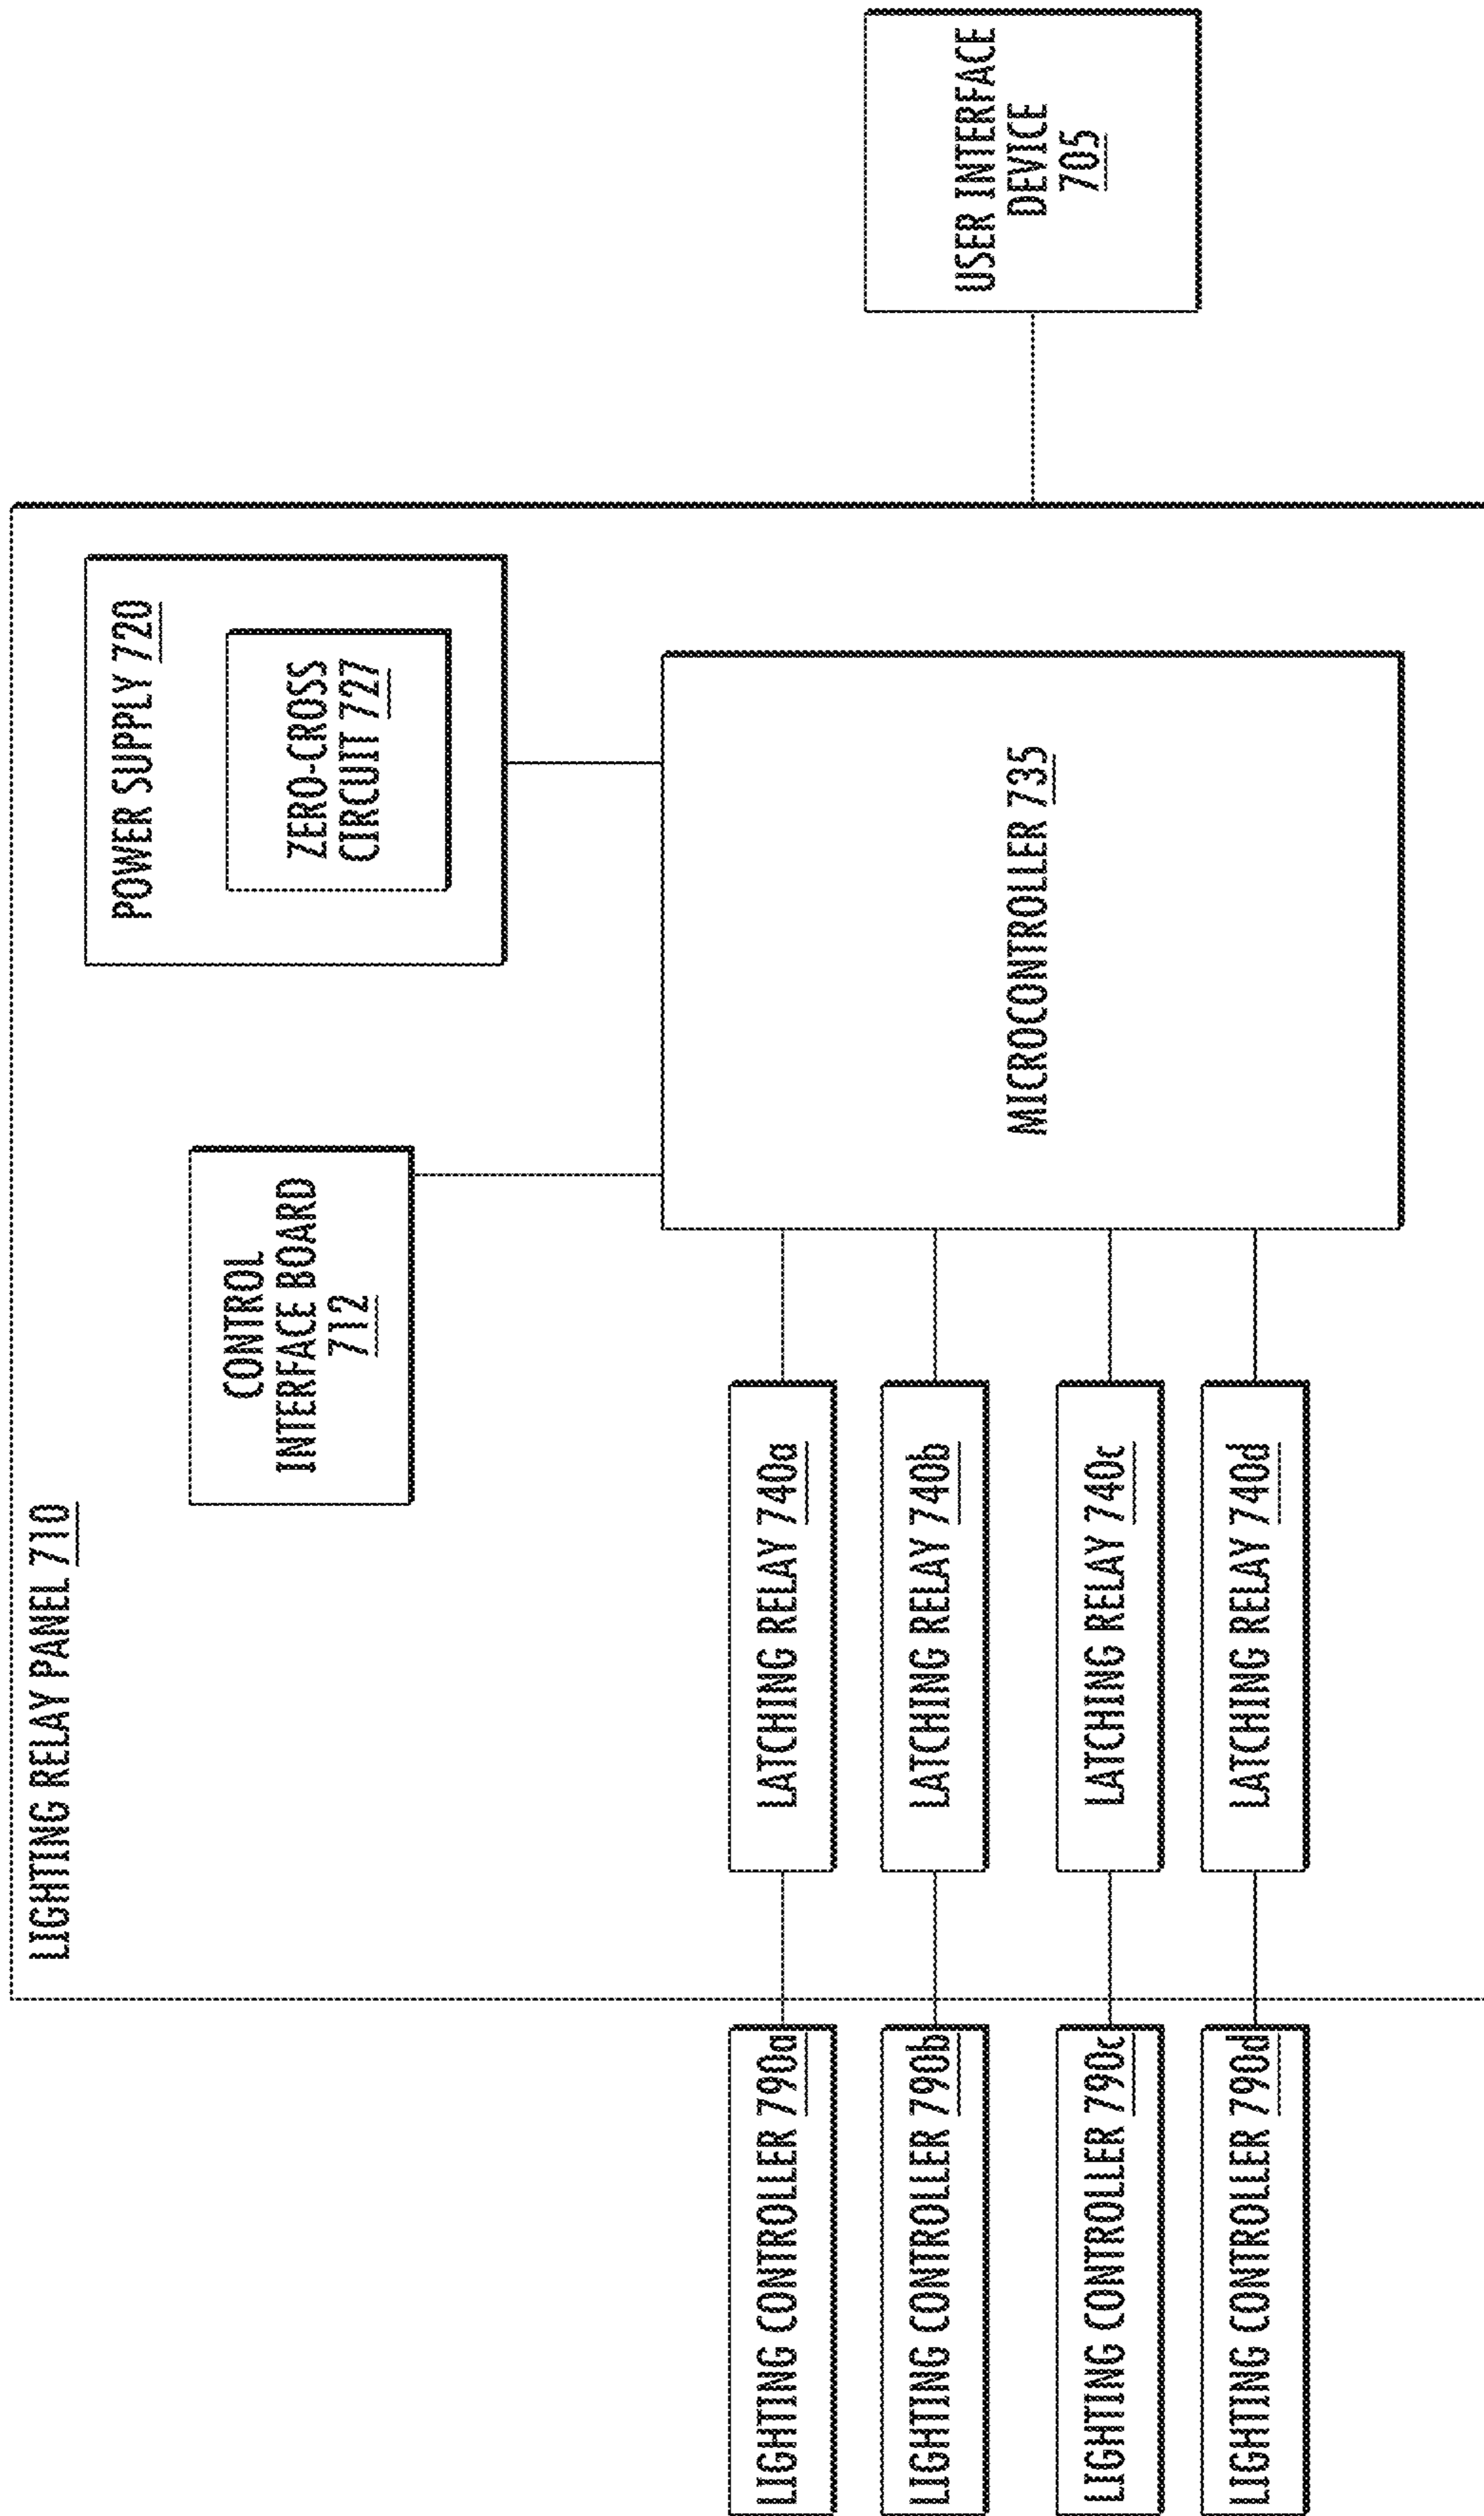 LIGHTING RELAY PANEL 710
POWER SUPPLY 720
ZERO-CROSS
CIRCUIT 727
CONTROL
INTERFACE BOARD
712
LIGHTING CONTROLLER 790a
LATCHING RELAY 740a
LIGHTING CONTROLLER 790b
LATCHING RELAY 740b
MICROCONTROLLER 735
USER INTERFACE
DEVICE
705
LIGHTING CONTROLLER 790c
LATCHING RELAY 740c
LIGHTING CONTROLLER 790d
LATCHING RELAY 740d